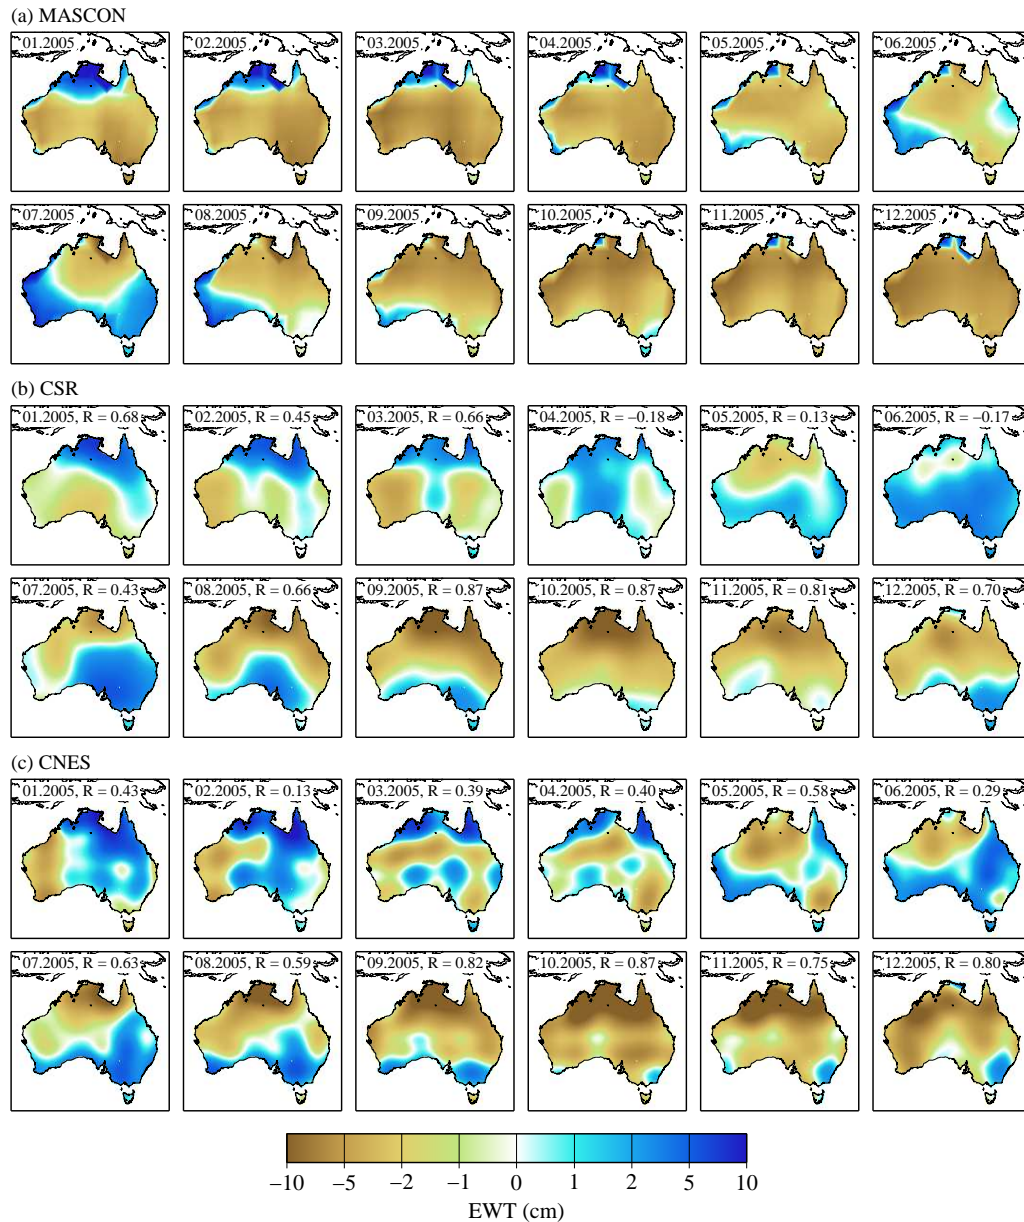 (a) MASCON
01.2005
02.2005
03.2005
04.2005
05.2005
06.2005
07.2005
08.2005
09.2005
10.2005
11.2005
12.2005
(b) CSR
01.2005, R = 0.68
02.2005, R = 0.45
03.2005, R = 0.66
04.2005, R = −0.18
05.2005, R = 0.13
06.2005, R = −0.17
07.2005, R = 0.43
08.2005, R = 0.66
09.2005, R = 0.87
10.2005, R = 0.87
11.2005, R = 0.81
12.2005, R = 0.70
(c) CNES
01.2005, R = 0.43
02.2005, R = 0.13
03.2005, R = 0.39
04.2005, R = 0.40
05.2005, R = 0.58
06.2005, R = 0.29
07.2005, R = 0.63
08.2005, R = 0.59
09.2005, R = 0.82
10.2005, R = 0.87
11.2005, R = 0.75
12.2005, R = 0.80
−10 −5 −2 −1 0 1 2 5 10
EWT (cm)